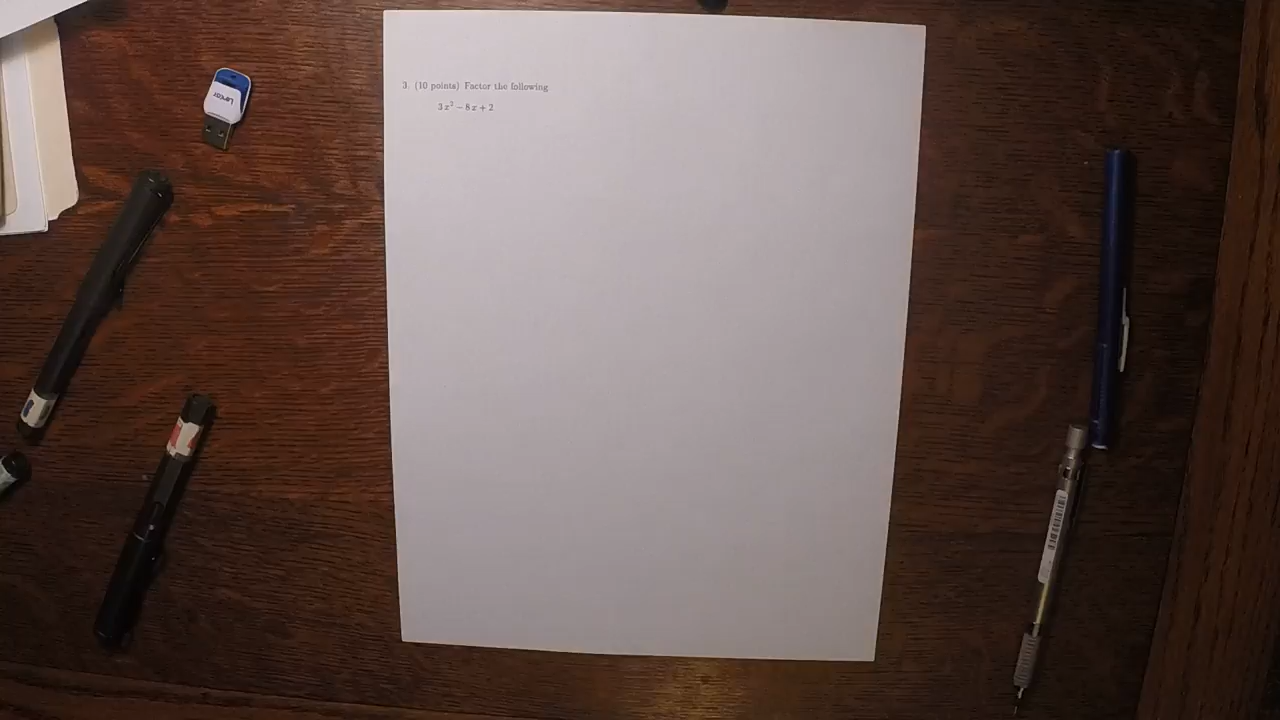 3. (10 points) Factor the following
3x² − 8x + 2